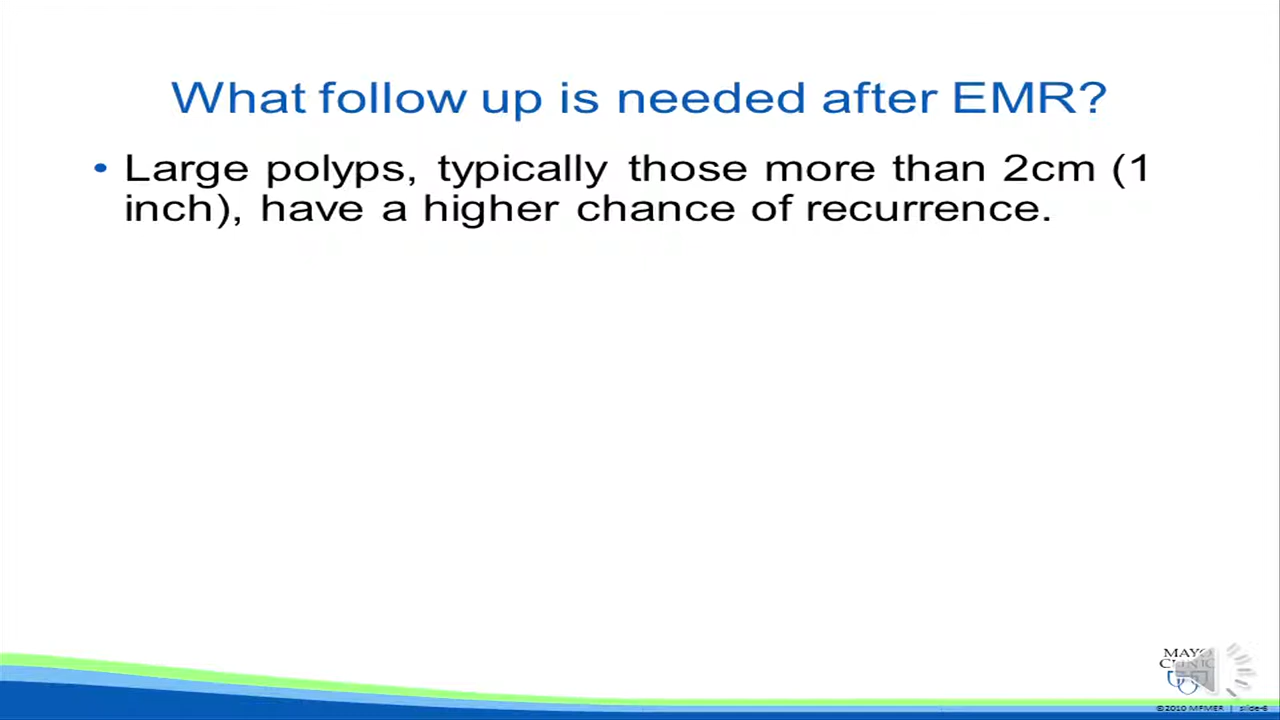 What follow up is needed after EMR?
• Large polyps, typically those more than 2cm (1
inch), have a higher chance of recurrence.
MAYO
CLINIC
©2010 MFMER | slide-6